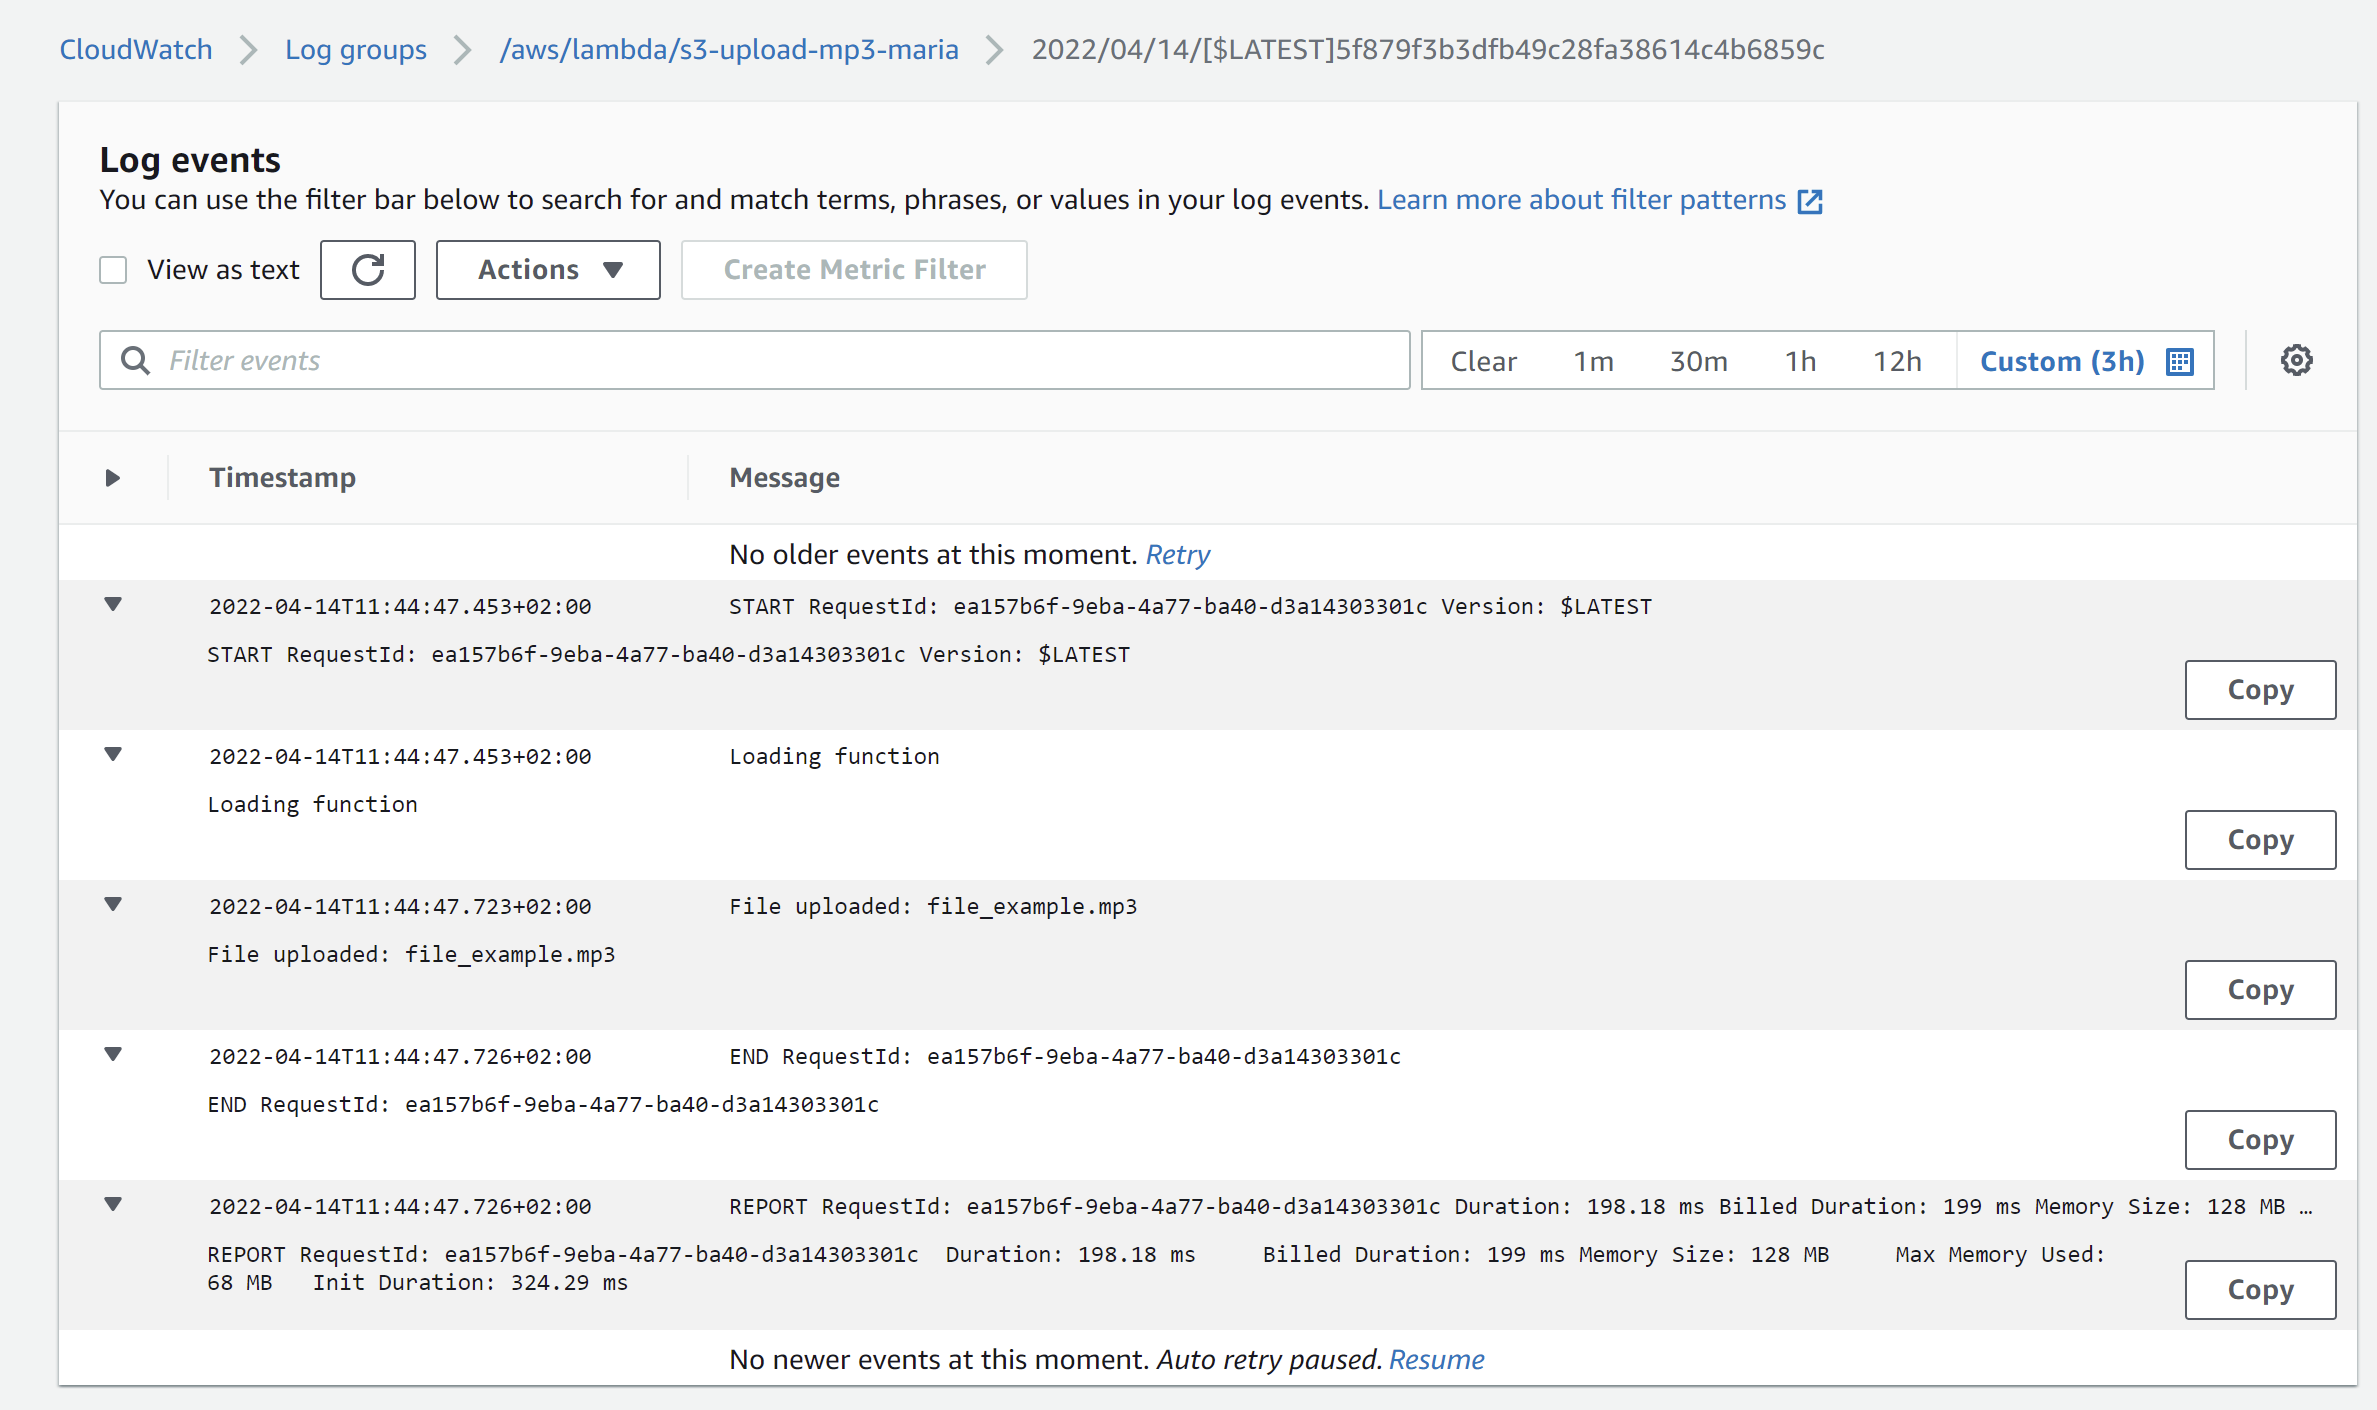 CloudWatch > Log groups > /aws/lambda/s3-upload-mp3-maria > 2022/04/14/[$LATEST]5f879f3b3dfb49c28fa38614c4b6859c
Log events
You can use the filter bar below to search for and match terms, phrases, or values in your log events. Learn more about filter patterns
View as text Actions Create Metric Filter
Filter events Clear 1m 30m 1h 12h Custom (3h)
Timestamp Message
No older events at this moment. Retry
2022-04-14T11:44:47.453+02:00 START RequestId: ea157b6f-9eba-4a77-ba40-d3a14303301c Version: $LATEST
START RequestId: ea157b6f-9eba-4a77-ba40-d3a14303301c Version: $LATEST
Copy
2022-04-14T11:44:47.453+02:00 Loading function
Loading function
Copy
2022-04-14T11:44:47.723+02:00 File uploaded: file_example.mp3
File uploaded: file_example.mp3
Copy
2022-04-14T11:44:47.726+02:00 END RequestId: ea157b6f-9eba-4a77-ba40-d3a14303301c
END RequestId: ea157b6f-9eba-4a77-ba40-d3a14303301c
Copy
2022-04-14T11:44:47.726+02:00 REPORT RequestId: ea157b6f-9eba-4a77-ba40-d3a14303301c Duration: 198.18 ms Billed Duration: 199 ms Memory Size: 128 MB …
REPORT RequestId: ea157b6f-9eba-4a77-ba40-d3a14303301c Duration: 198.18 ms Billed Duration: 199 ms Memory Size: 128 MB Max Memory Used:
68 MB Init Duration: 324.29 ms
Copy
No newer events at this moment. Auto retry paused. Resume